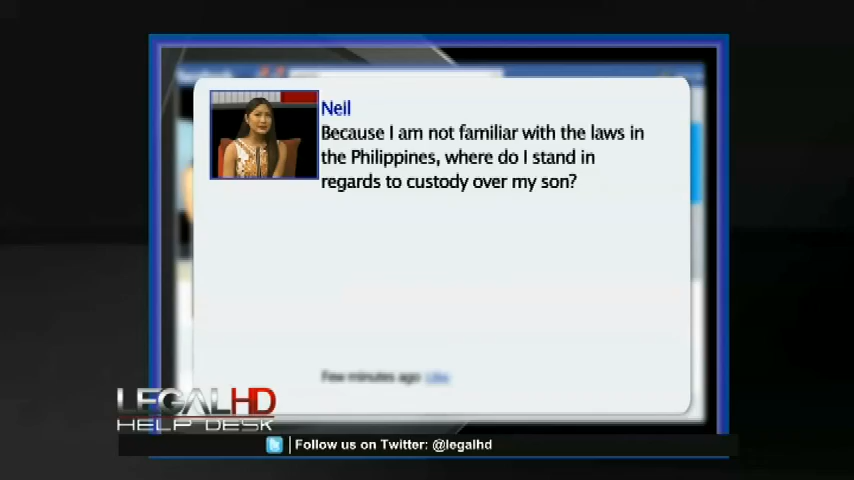 Neil
Because I am not familiar with the laws in
the Philippines, where do I stand in
regards to custody over my son?
Few minutes ago Like
LEGALHD
HELP DESK
Follow us on Twitter: @legalhd